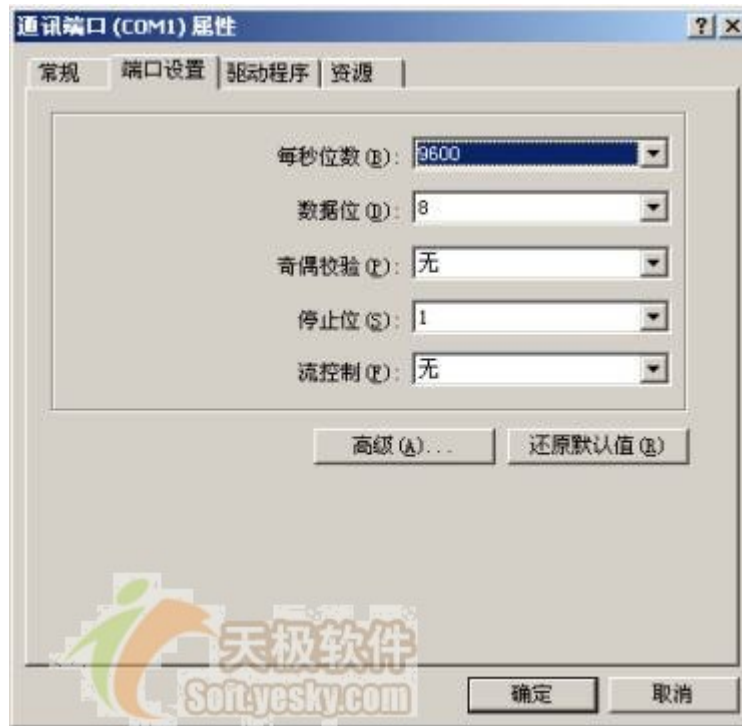 通讯端口 (COM1) 属性
常规 端口设置 驱动程序 资源
每秒位数(B): 9600
数据位(D): 8
奇偶校验(P): 无
停止位(S): 1
流控制(F): 无
高级(A)... 还原默认值(R)
天极软件
Soft.yesky.com
确定 取消